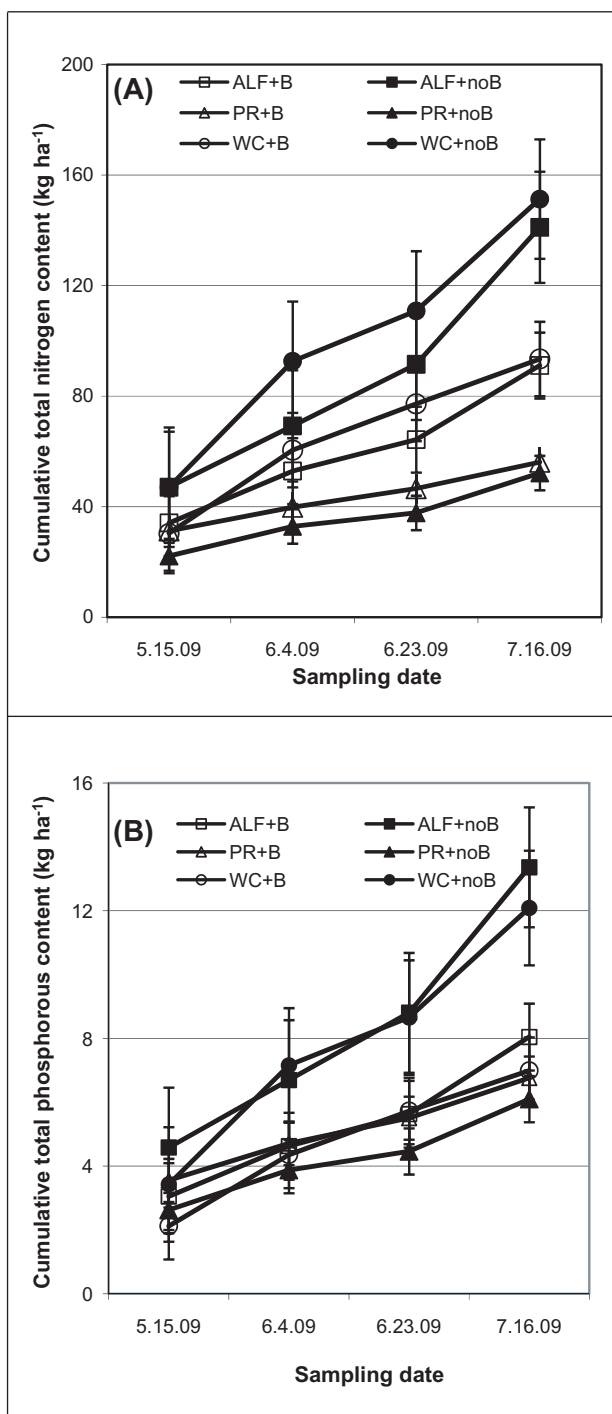 (A)
ALF+B ALF+noB
PR+B PR+noB
WC+B WC+noB
Cumulative total nitrogen content (kg ha⁻¹)
200
160
120
80
40
0
5.15.09 6.4.09 6.23.09 7.16.09
Sampling date
(B)
ALF+B ALF+noB
PR+B PR+noB
WC+B WC+noB
Cumulative total phosphorous content (kg ha⁻¹)
16
12
8
4
0
5.15.09 6.4.09 6.23.09 7.16.09
Sampling date